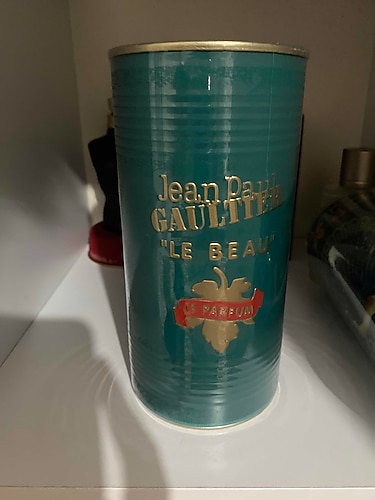 Jean Paul
GAULTIER
"LE BEAU"
LE PARFUM